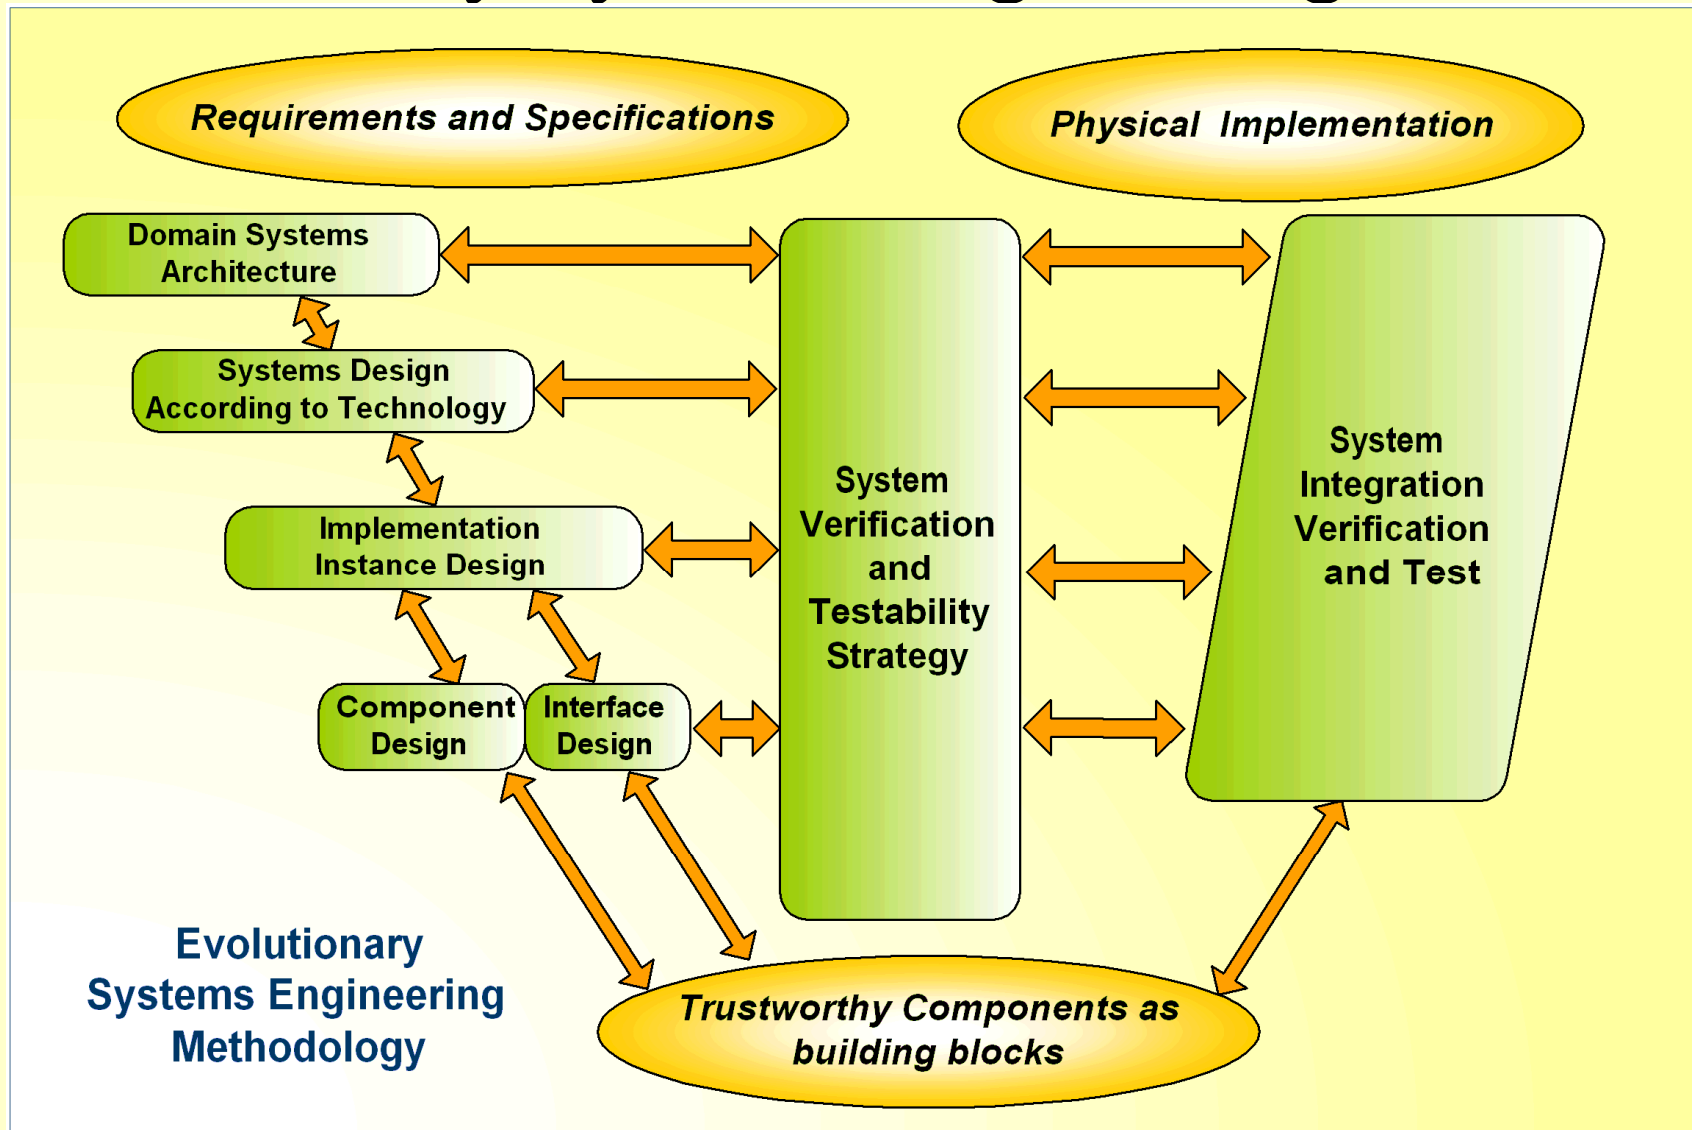 Requirements and Specifications
Physical Implementation
Domain Systems
Architecture
Systems Design
According to Technology
Implementation
Instance Design
Component
Design
Interface
Design
System
Verification
and
Testability
Strategy
System
Integration
Verification
and Test
Evolutionary
Systems Engineering
Methodology
Trustworthy Components as
building blocks